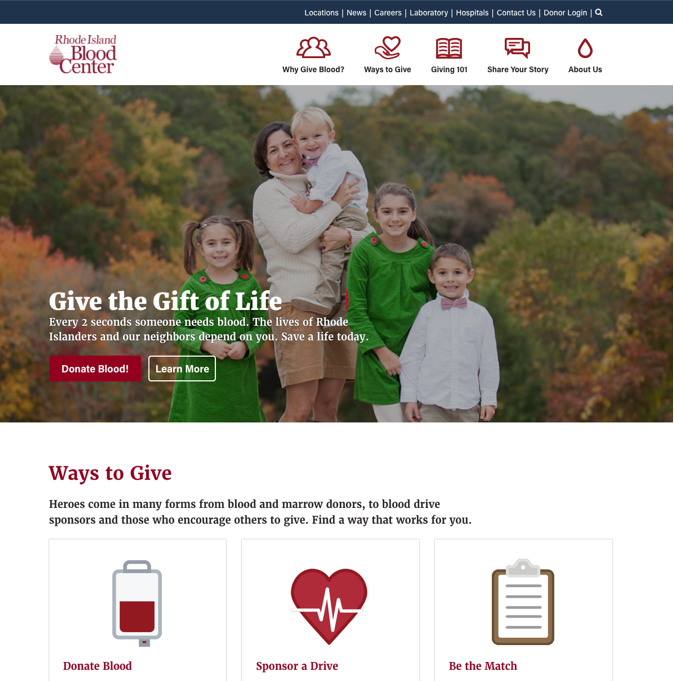 Locations | News | Careers | Laboratory | Hospitals | Contact Us | Donor Login |
Rhode Island
Blood
Center
Why Give Blood?
Ways to Give
Giving 101
Share Your Story
About Us
Give the Gift of Life
Every 2 seconds someone needs blood. The lives of Rhode
Islanders and our neighbors depend on you. Save a life today.
Donate Blood!
Learn More
Ways to Give
Heroes come in many forms from blood and marrow donors, to blood drive
sponsors and those who encourage others to give. Find a way that works for you.
Donate Blood
Sponsor a Drive
Be the Match